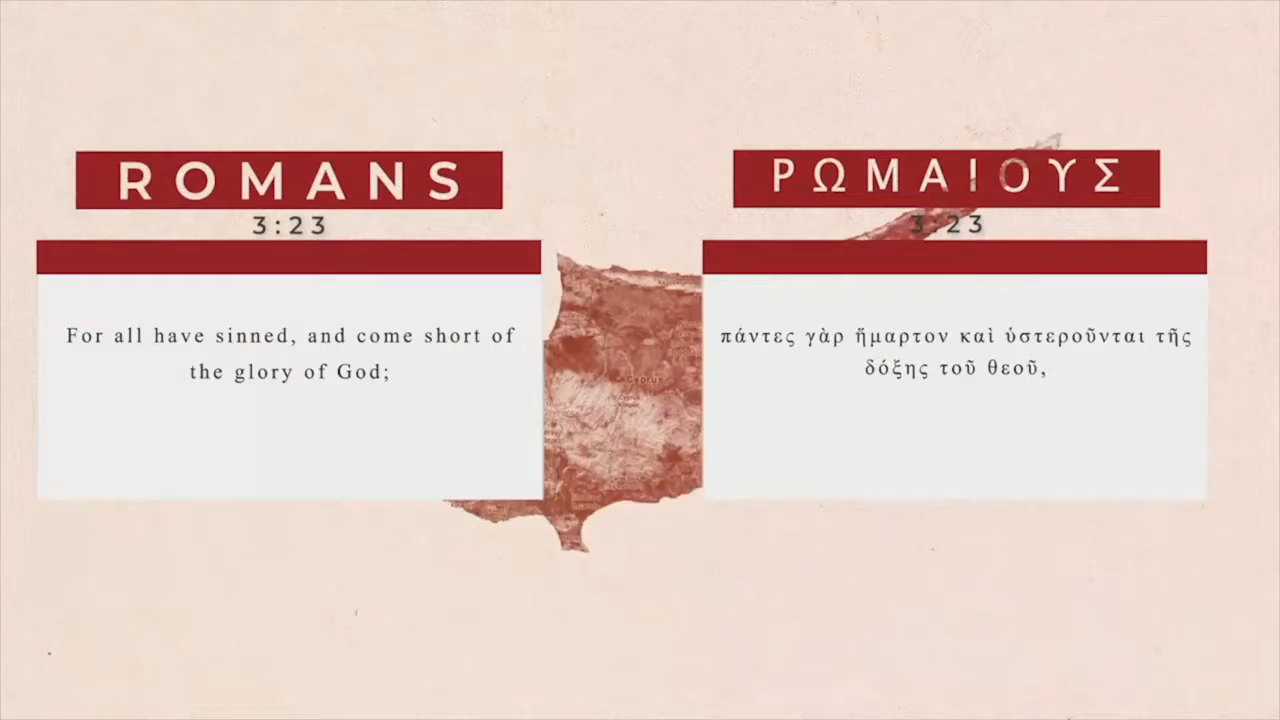 ROMANS
3:23
For all have sinned, and come short of
the glory of God;
ΡΩΜΑΙΟΥΣ
3:23
πάντες γὰρ ἥμαρτον καὶ ὑστεροῦνται τῆς
δόξης τοῦ θεοῦ,
Cyprus